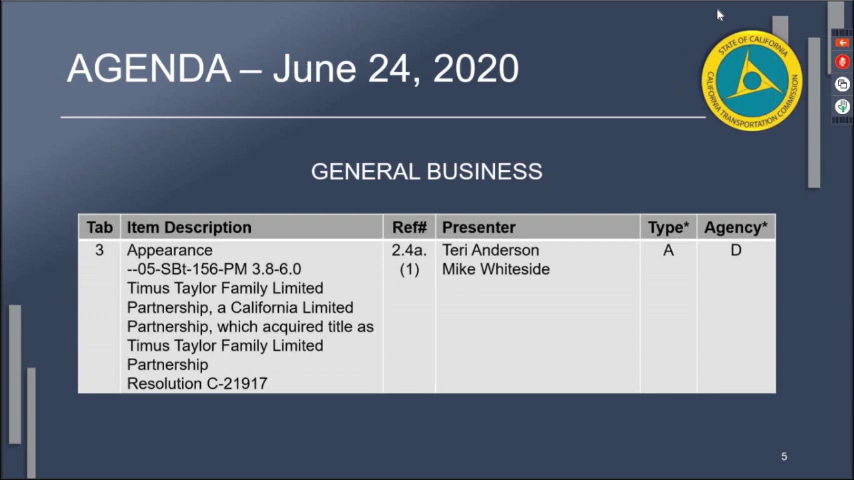 AGENDA – June 24, 2020
STATE OF CALIFORNIA
CALIFORNIA TRANSPORTATION COMMISSION
GENERAL BUSINESS
Tab Item Description Ref# Presenter Type* Agency*
3 Appearance 2.4a. Teri Anderson A D
--05-SBt-156-PM 3.8-6.0 (1) Mike Whiteside
Timus Taylor Family Limited
Partnership, a California Limited
Partnership, which acquired title as
Timus Taylor Family Limited
Partnership
Resolution C-21917
5